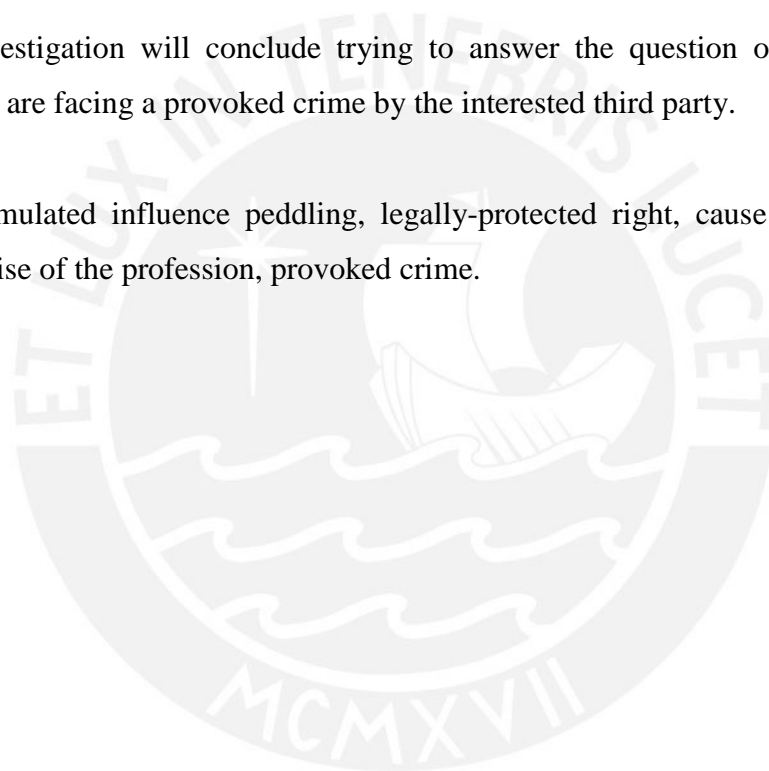 estigation will conclude trying to answer the question o
are facing a provoked crime by the interested third party.
mulated influence peddling, legally-protected right, cause
ise of the profession, provoked crime.
ET LUX IN TENEBRIS LUCET
MCMXVII